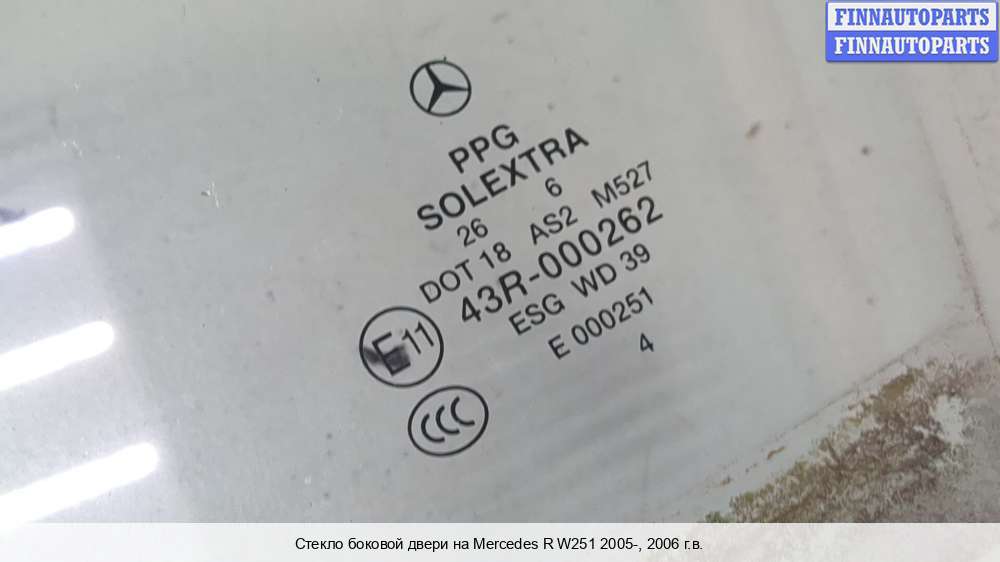 FINNAUTOPARTS
FINNAUTOPARTS
PPG
SOLEXTRA
26 6
DOT 18 AS2 M527
43R-000262
ESG WD 39
E 000251
4
E11
CCC
Стекло боковой двери на Mercedes R W251 2005-, 2006 г.в.